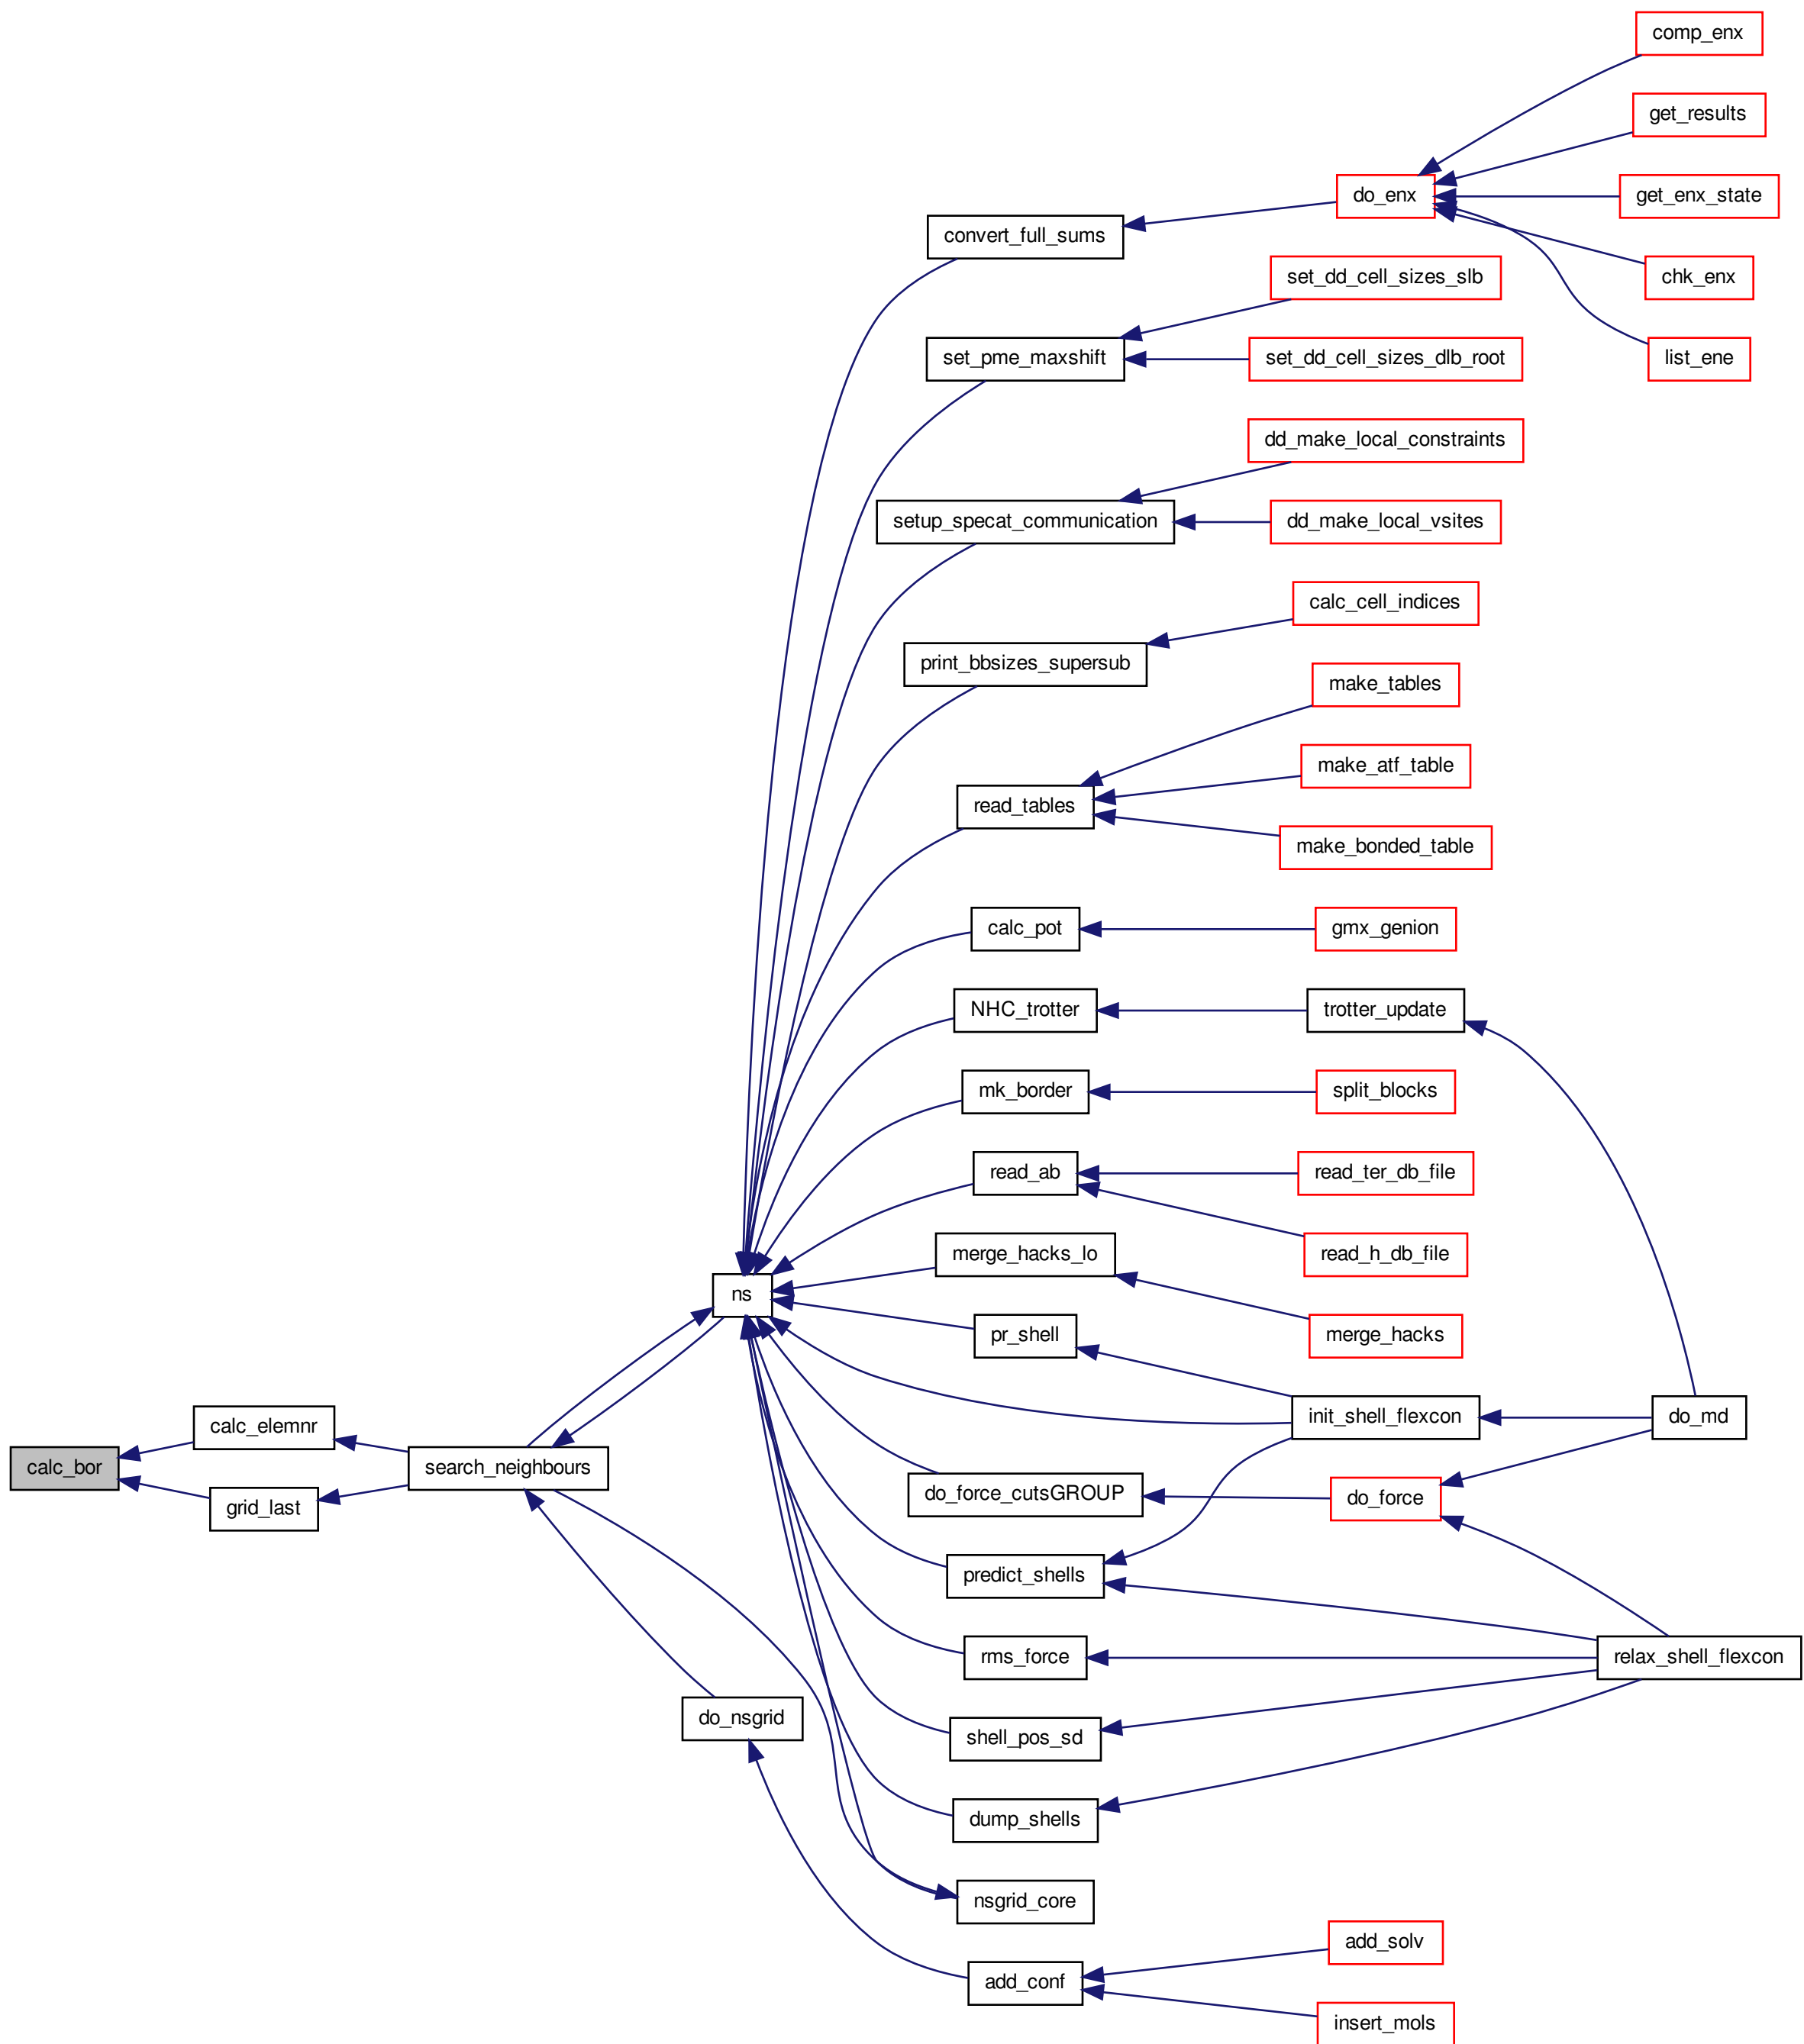 comp_enx
get_results
do_enx
get_enx_state
convert_full_sums
set_dd_cell_sizes_slb
chk_enx
set_pme_maxshift
set_dd_cell_sizes_dlb_root
list_ene
dd_make_local_constraints
setup_specat_communication
dd_make_local_vsites
calc_cell_indices
print_bbsizes_supersub
make_tables
make_atf_table
read_tables
make_bonded_table
calc_pot
gmx_genion
NHC_trotter
trotter_update
mk_border
split_blocks
read_ab
read_ter_db_file
merge_hacks_lo
read_h_db_file
ns
pr_shell
merge_hacks
calc_elemnr
init_shell_flexcon
do_md
calc_bor
search_neighbours
grid_last
do_force_cutsGROUP
do_force
predict_shells
rms_force
relax_shell_flexcon
do_nsgrid
shell_pos_sd
dump_shells
nsgrid_core
add_solv
add_conf
insert_mols